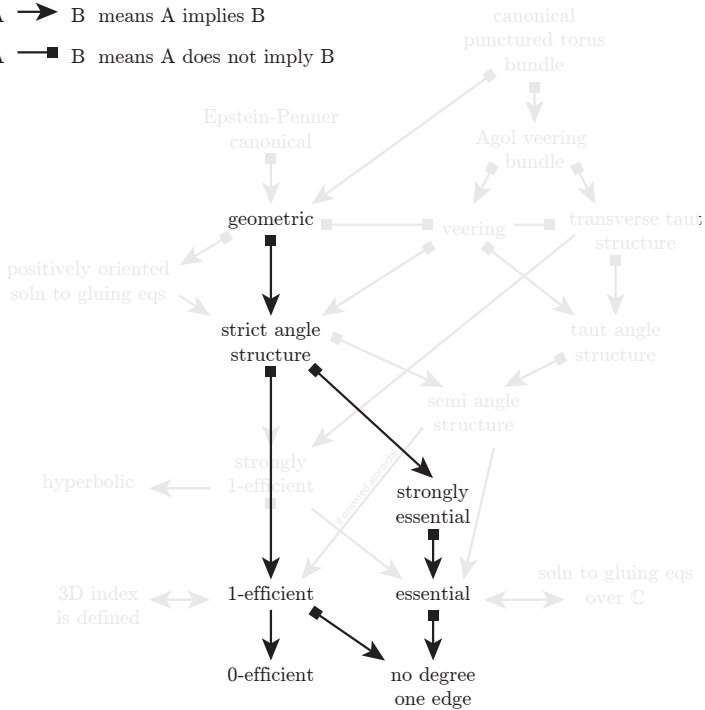 A B means A implies B
A B means A does not imply B
canonical
punctured torus
bundle
Epstein-Penner
canonical
Agol veering
bundle
geometric
veering
transverse taut
structure
positively oriented
soln to gluing eqs
strict angle
structure
taut angle
structure
semi angle
structure
hyperbolic
strongly
1-efficient
if oriented atoroidal
strongly
essential
3D index
is defined
1-efficient
essential
soln to gluing eqs
over ℂ
0-efficient
no degree
one edge